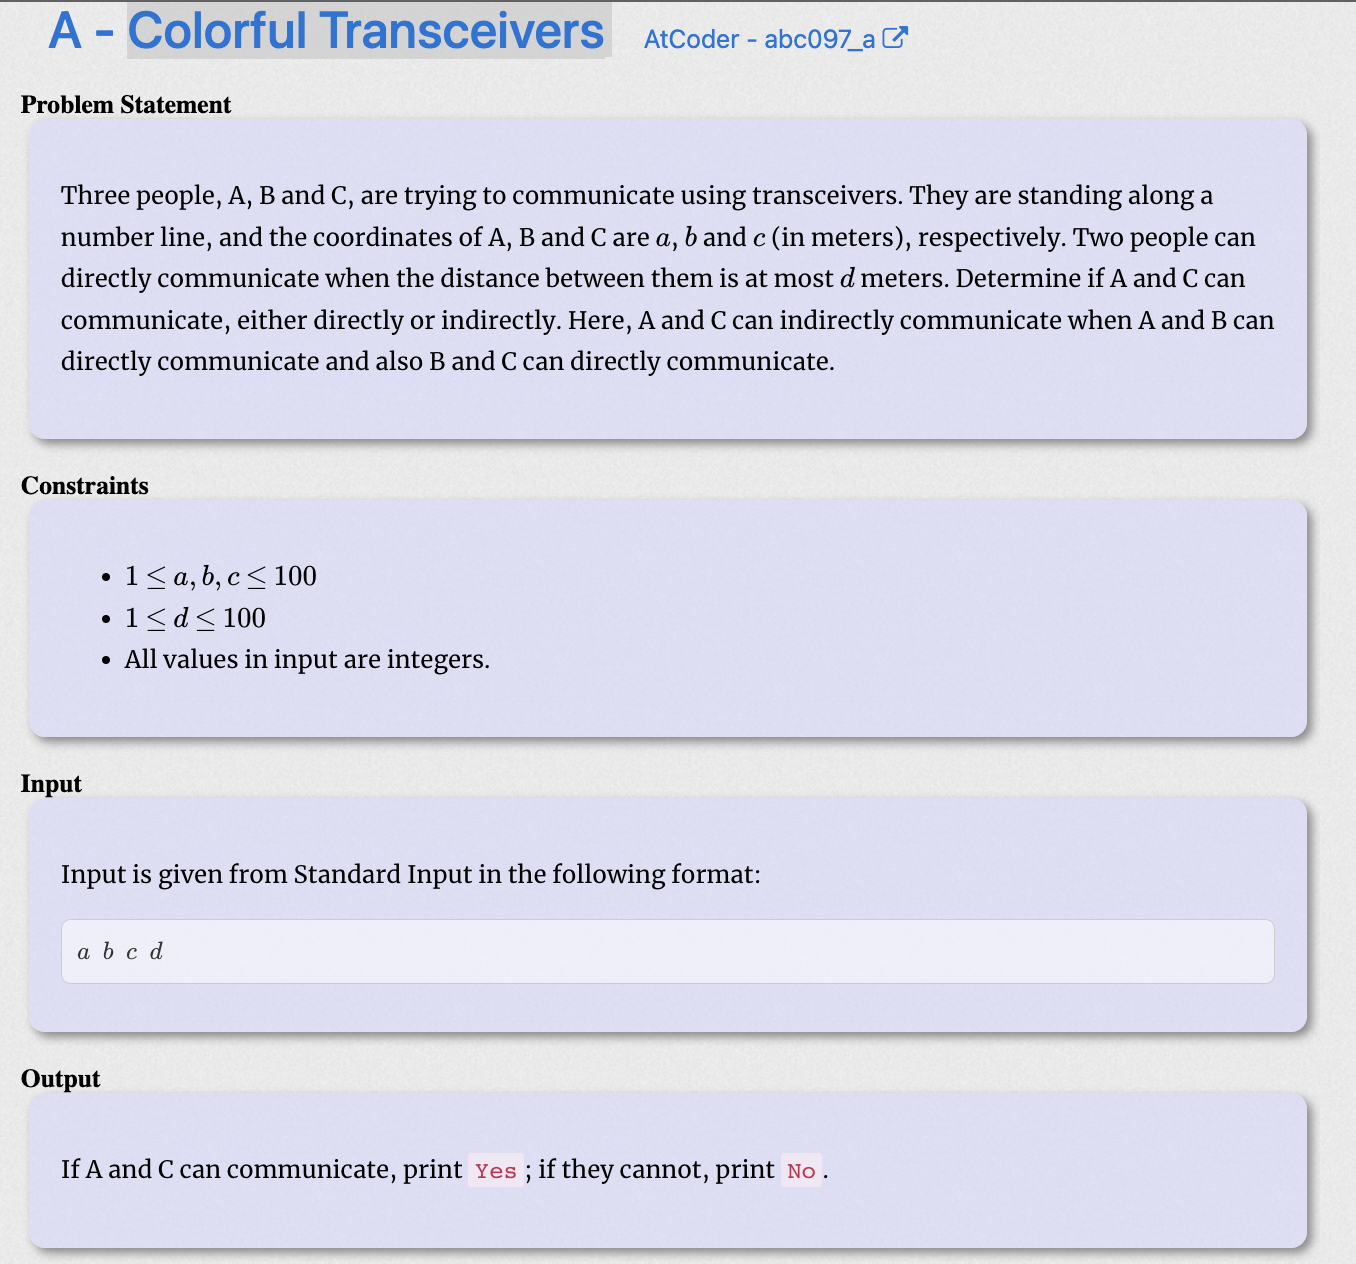 A - Colorful Transceivers AtCoder - abc097_a
Problem Statement
Three people, A, B and C, are trying to communicate using transceivers. They are standing along a
number line, and the coordinates of A, B and C are a, b and c (in meters), respectively. Two people can
directly communicate when the distance between them is at most d meters. Determine if A and C can
communicate, either directly or indirectly. Here, A and C can indirectly communicate when A and B can
directly communicate and also B and C can directly communicate.
Constraints
• 1 ≤ a, b, c ≤ 100
• 1 ≤ d ≤ 100
• All values in input are integers.
Input
Input is given from Standard Input in the following format:
a b c d
Output
If A and C can communicate, print Yes ; if they cannot, print No .